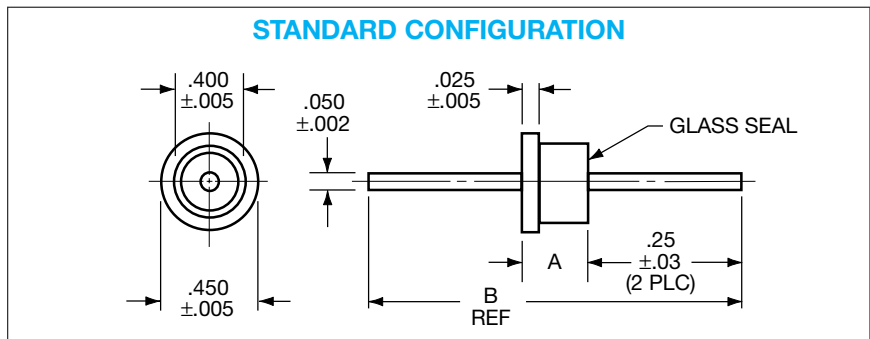 STANDARD CONFIGURATION
.400
±.005
.050
±.002
.025
±.005
GLASS SEAL
.450
±.005
A
.25
±.03
(2 PLC)
B
REF